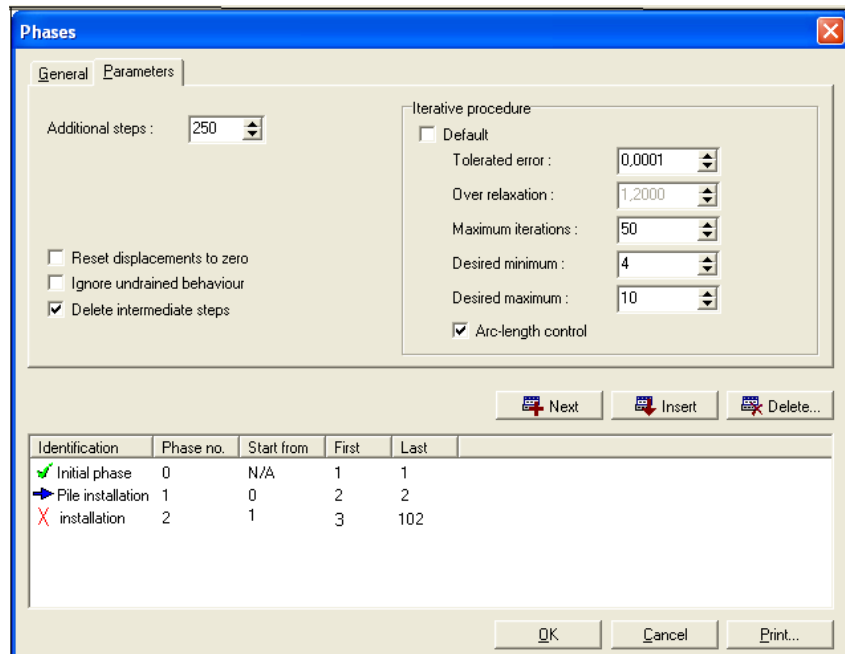 Phases
General Parameters
Additional steps : 250
Reset displacements to zero
Ignore undrained behaviour
Delete intermediate steps
Iterative procedure
Default
Tolerated error : 0,0001
Over relaxation : 1,2000
Maximum iterations : 50
Desired minimum : 4
Desired maximum : 10
Arc-length control
Next Insert Delete...
Identification Phase no. Start from First Last
Initial phase 0 N/A 1 1
Pile installation 1 0 2 2
installation 2 1 3 102
OK Cancel Print...